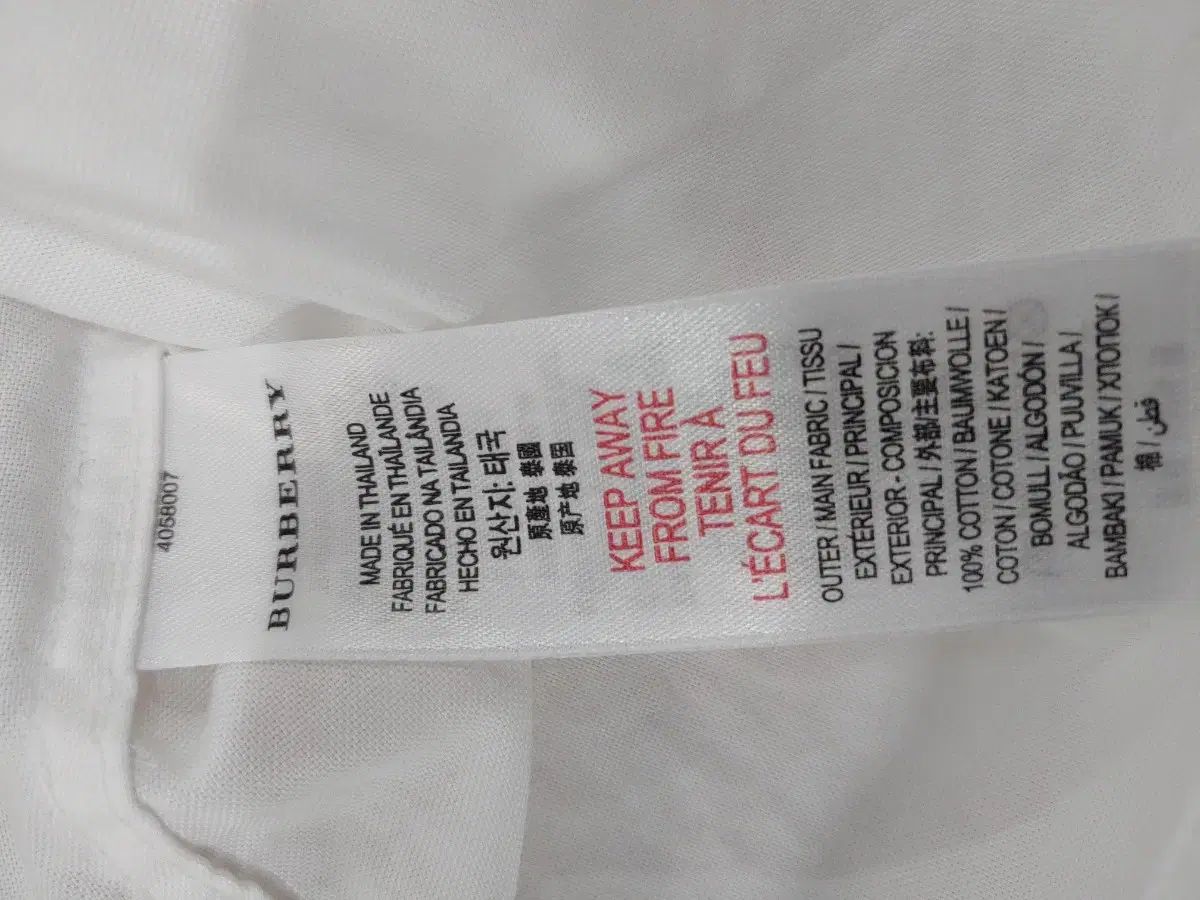 4058007
BURBERRY
MADE IN THAILAND
FABRIQUÉ EN THAÏLANDE
FABRICADO NA TAILÂNDIA
HECHO EN TAILANDIA
원산지: 태국
原產地 泰國
原产地 泰国
KEEP AWAY
FROM FIRE
TENIR À
L'ÉCART DU FEU
OUTER / MAIN FABRIC / TISSU
EXTÉRIEUR / PRINCIPAL /
EXTERIOR - COMPOSICION
PRINCIPAL / 外部主要布料:
100% COTTON / BAUMWOLLE /
COTON / COTONE / KATOEN /
BOMULL / ALGODÓN /
ALGODÃO / PUUVILLA /
BAMBAKI / PAMUK / ХЛОПОК /
棉 / قطن